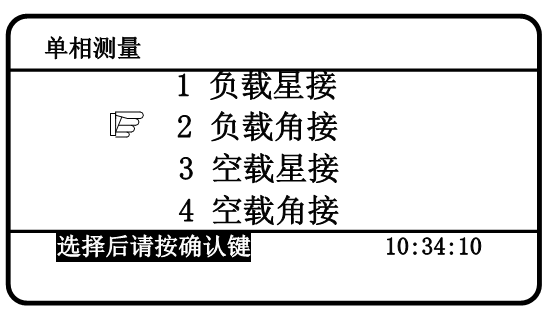 单相测量
1 负载星接
2 负载角接
3 空载星接
4 空载角接
选择后请按确认键 10:34:10